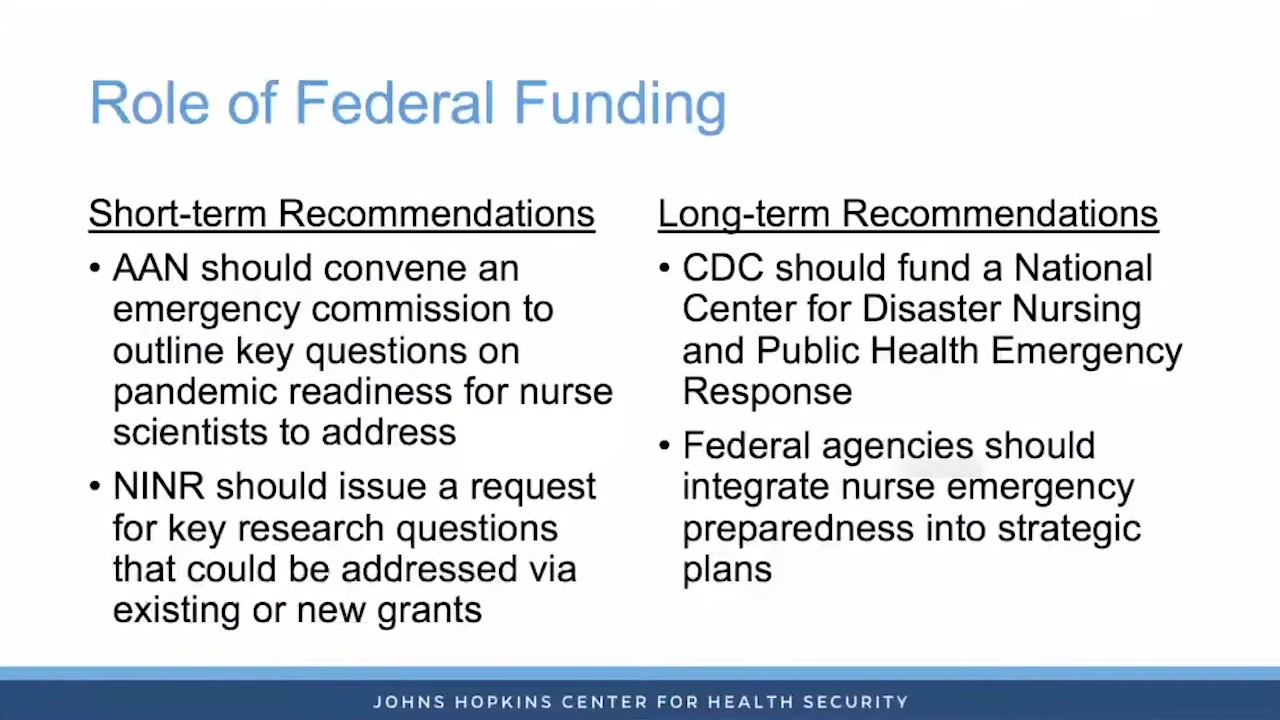 Role of Federal Funding
Short-term Recommendations
• AAN should convene an
emergency commission to
outline key questions on
pandemic readiness for nurse
scientists to address
• NINR should issue a request
for key research questions
that could be addressed via
existing or new grants
Long-term Recommendations
• CDC should fund a National
Center for Disaster Nursing
and Public Health Emergency
Response
• Federal agencies should
integrate nurse emergency
preparedness into strategic
plans
JOHNS HOPKINS CENTER FOR HEALTH SECURITY